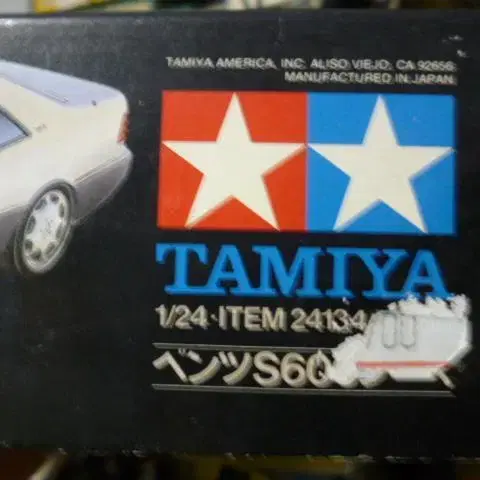 TAMIYA AMERICA, INC. ALISO VIEJO, CA 92656
MANUFACTURED IN JAPAN.
TAMIYA
1/24·ITEM 24134
ベンツS60